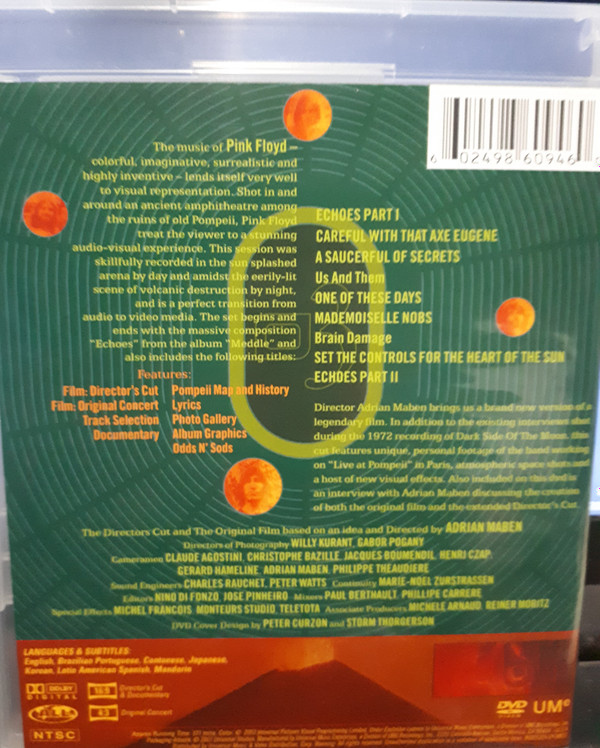 6 02498 60946
The music of Pink Floyd –
colorful, imaginative, surrealistic and
highly inventive – lends itself very well
to visual representation. Shot in and
around an ancient amphitheatre among
the ruins of old Pompeii, Pink Floyd
treat the viewer to a stunning
audio-visual experience. This session was
skillfully recorded in the sun splashed
arena by day and amidst the eerily-lit
scene of volcanic destruction by night,
and is a perfect transition from
audio to video media. The set begins and
ends with the massive composition
"Echoes" from the album "Meddle" and
also includes the following titles:
ECHOES PART I
CAREFUL WITH THAT AXE EUGENE
A SAUCERFUL OF SECRETS
Us And Them
ONE OF THESE DAYS
MADEMOISELLE NOBS
Brain Damage
SET THE CONTROLS FOR THE HEART OF THE SUN
ECHOES PART II
Features:
Film: Director's Cut
Film: Original Concert
Track Selection
Documentary
Pompeii Map and History
Lyrics
Photo Gallery
Album Graphics
Odds N' Sods
Director Adrian Maben brings us a brand new version of a
legendary film. In addition to the existing interviews shot
during the 1972 recording of Dark Side Of The Moon, this
cut features unique, personal footage of the band working
on "Live at Pompeii" in Paris, atmospheric space shots and
a host of new visual effects. Also included on this dvd is
an interview with Adrian Maben discussing the creation
of both the original film and the extended Director's Cut.
The Directors Cut and The Original Film based on an idea and Directed by ADRIAN MABEN
Directors of Photography WILLY KURANT, GABOR POGANY
Cameramen CLAUDE AGOSTINI, CHRISTOPHE BAZILLE, JACQUES BOUMENDIL, HENRI CZAP,
GERARD HAMELINE, ADRIAN MABEN, PHILIPPE THEAUDIERE
Sound Engineers CHARLES RAUCHET, PETER WATTS Continuity MARIE-NOEL ZURSTRASSEN
Editors NINO DI FONZO, JOSE PINHEIRO Mixers PAUL BERTHAULT, PHILLIPE CARRERE
Special Effects MICHEL FRANCOIS, MONTEURS STUDIO, TELETOTA Associate Producers MICHELE ARNAUD, REINER MORITZ
DVD Cover Design by PETER CURZON and STORM THORGERSON
LANGUAGES & SUBTITLES:
English, Brazilian Portuguese, Cantonese, Japanese,
Korean, Latin American Spanish, Mandarin
DOLBY
DIGITAL
16:9
Director's Cut
& Documentary
4:3
Original Concert
NTSC
DVD
UMe